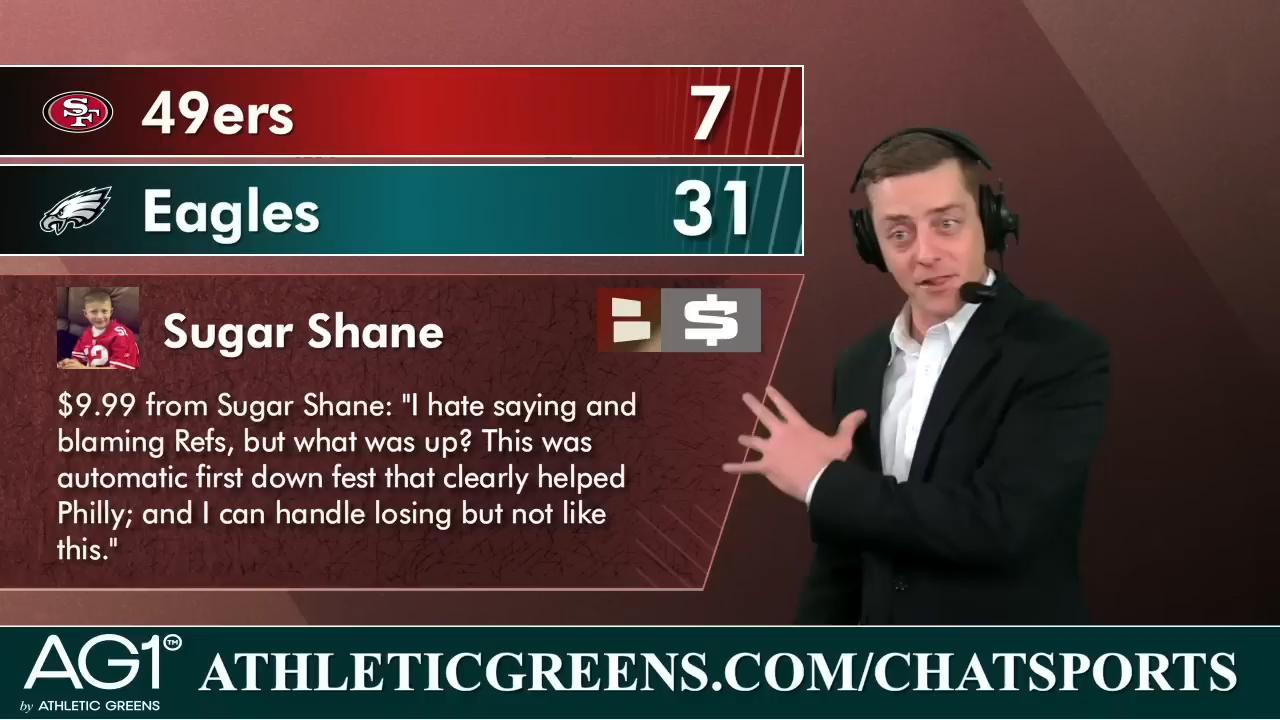 SF
49ers 7
Eagles 31
Sugar Shane $
$9.99 from Sugar Shane: "I hate saying and
blaming Refs, but what was up? This was
automatic first down fest that clearly helped
Philly; and I can handle losing but not like
this."
AG1™
by ATHLETIC GREENS
ATHLETICGREENS.COM/CHATSPORTS